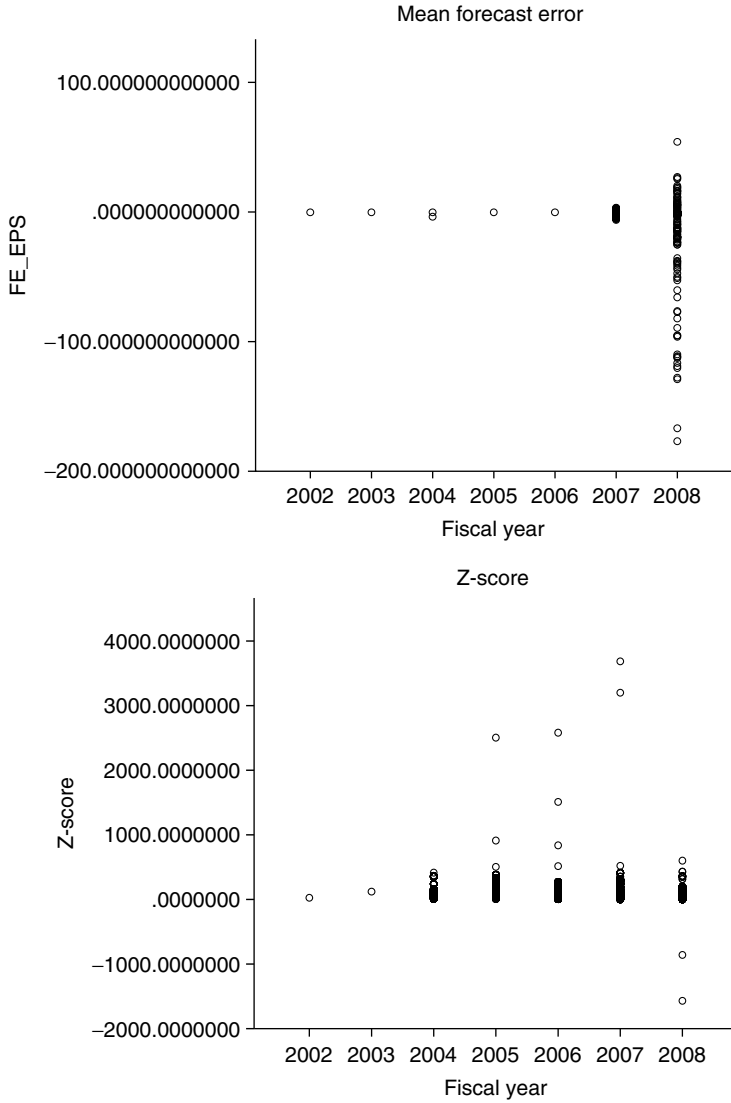 Mean forecast error
100.000000000000
.000000000000
−100.000000000000
−200.000000000000
FE_EPS
2002 2003 2004 2005 2006 2007 2008
Fiscal year
Z-score
4000.0000000
3000.0000000
2000.0000000
1000.0000000
.0000000
−1000.0000000
−2000.0000000
Z-score
2002 2003 2004 2005 2006 2007 2008
Fiscal year